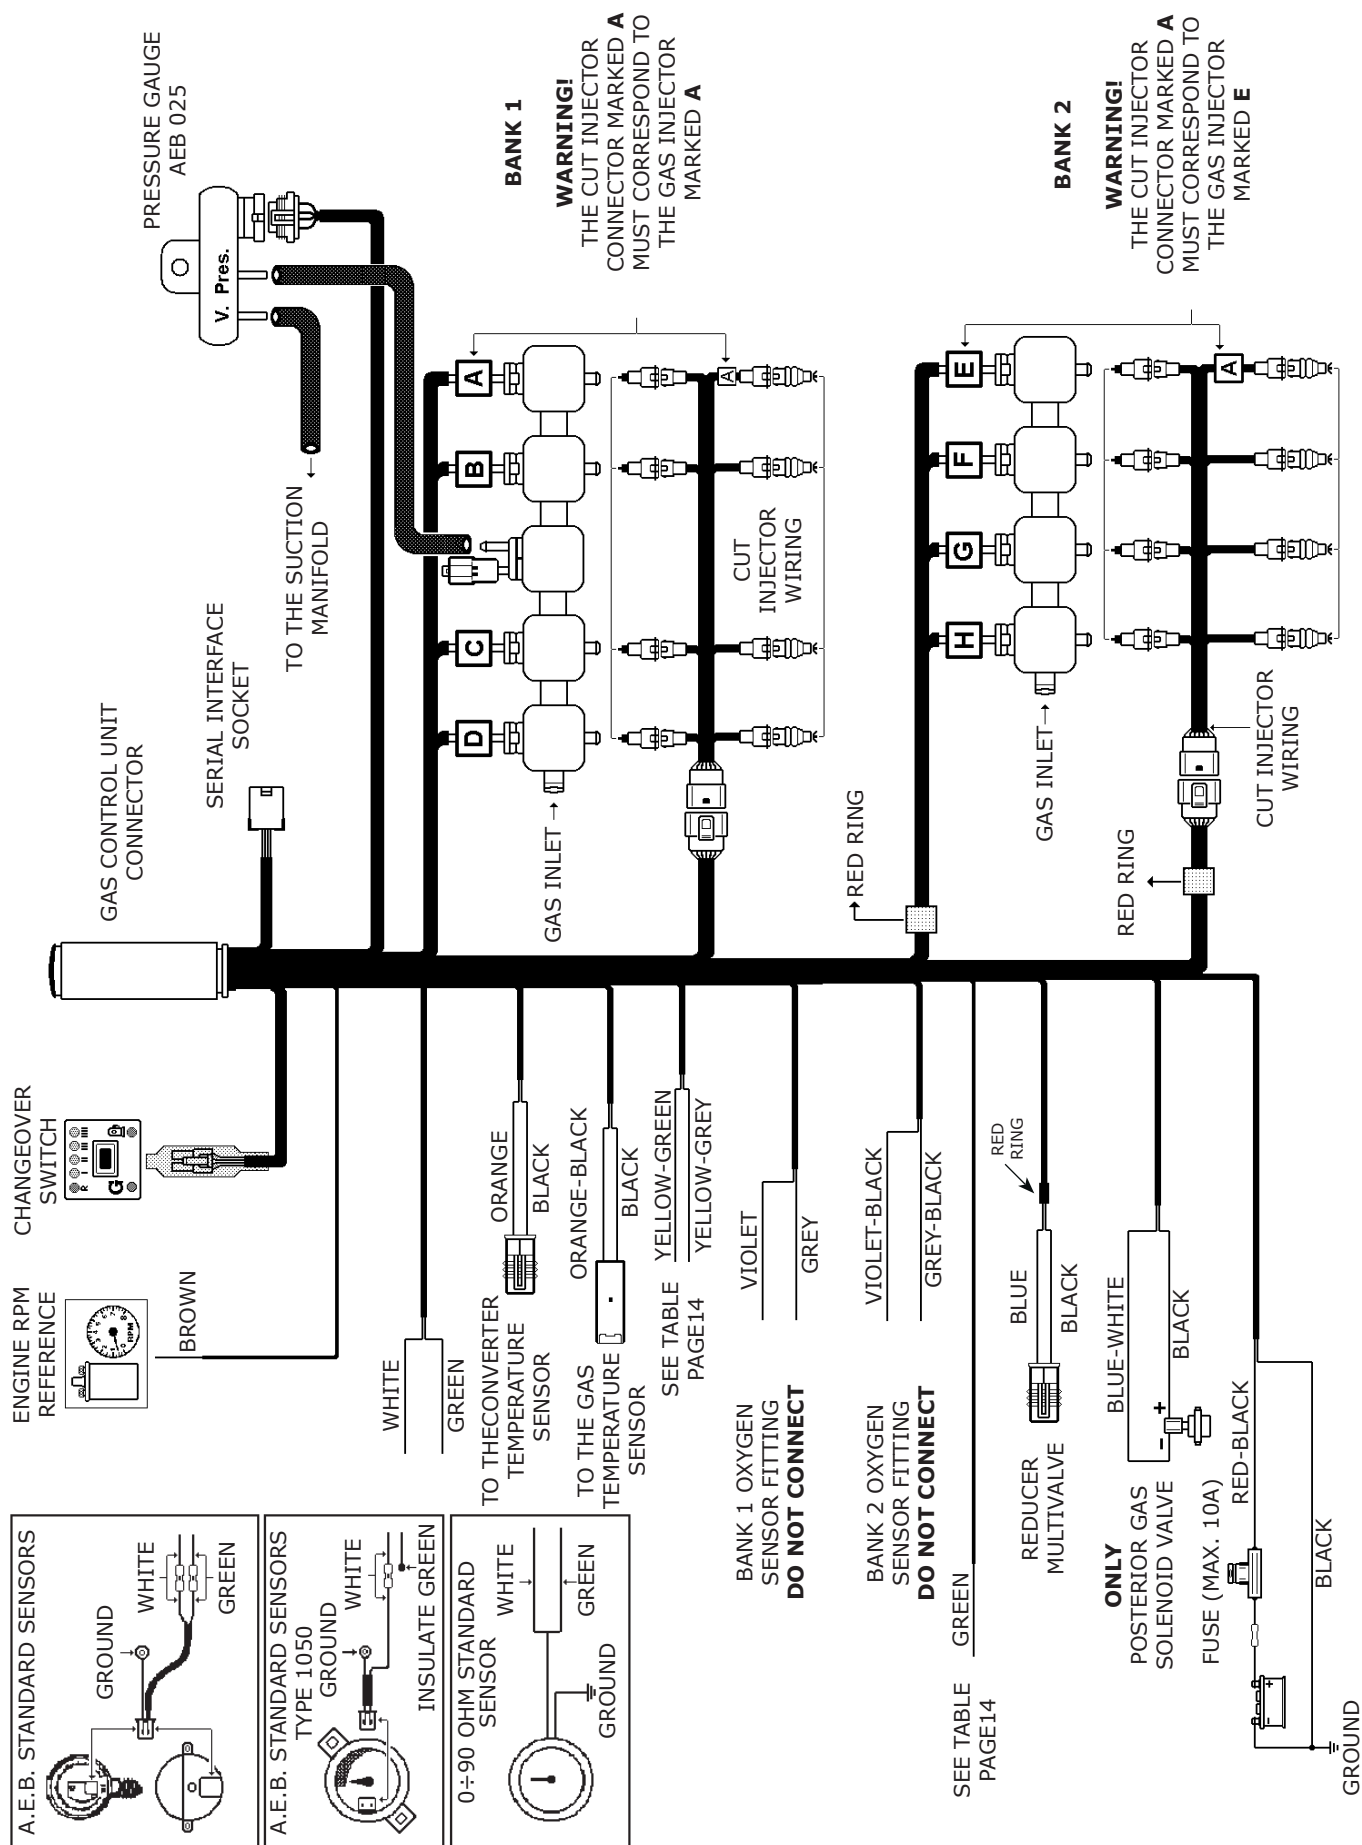 A.E.B. STANDARD SENSORS
GROUND
WHITE
GREEN
A.E.B. STANDARD SENSORS
TYPE 1050
GROUND
WHITE
INSULATE GREEN
0÷90 OHM STANDARD
SENSOR
WHITE
GREEN
GROUND
ENGINE RPM
REFERENCE
RPM
BROWN
CHANGEOVER
SWITCH
R I II III IIII
GAS CONTROL UNIT
CONNECTOR
SERIAL INTERFACE
SOCKET
TO THE SUCTION
MANIFOLD
PRESSURE GAUGE
AEB 025
V. Pres.
WHITE
GREEN
TO THECONVERTER
TEMPERATURE
SENSOR
ORANGE
BLACK
TO THE GAS
TEMPERATURE
SENSOR
ORANGE-BLACK
BLACK
SEE TABLE
PAGE14
YELLOW-GREEN
YELLOW-GREY
BANK 1 OXYGEN
SENSOR FITTING
DO NOT CONNECT
VIOLET
GREY
BANK 2 OXYGEN
SENSOR FITTING
DO NOT CONNECT
VIOLET-BLACK
GREY-BLACK
SEE TABLE
PAGE14
GREEN
REDUCER
MULTIVALVE
BLUE
BLACK
RED
RING
ONLY
POSTERIOR GAS
SOLENOID VALVE
BLUE-WHITE
BLACK
- +
FUSE (MAX. 10A)
RED-BLACK
BLACK
- +
GROUND
D
C
B
A
GAS INLET
A
CUT
INJECTOR
WIRING
BANK 1
WARNING!
THE CUT INJECTOR
CONNECTOR MARKED A
MUST CORRESPOND TO
THE GAS INJECTOR
MARKED A
RED RING
H
G
F
E
GAS INLET
RED RING
A
CUT INJECTOR
WIRING
BANK 2
WARNING!
THE CUT INJECTOR
CONNECTOR MARKED A
MUST CORRESPOND TO
THE GAS INJECTOR
MARKED E